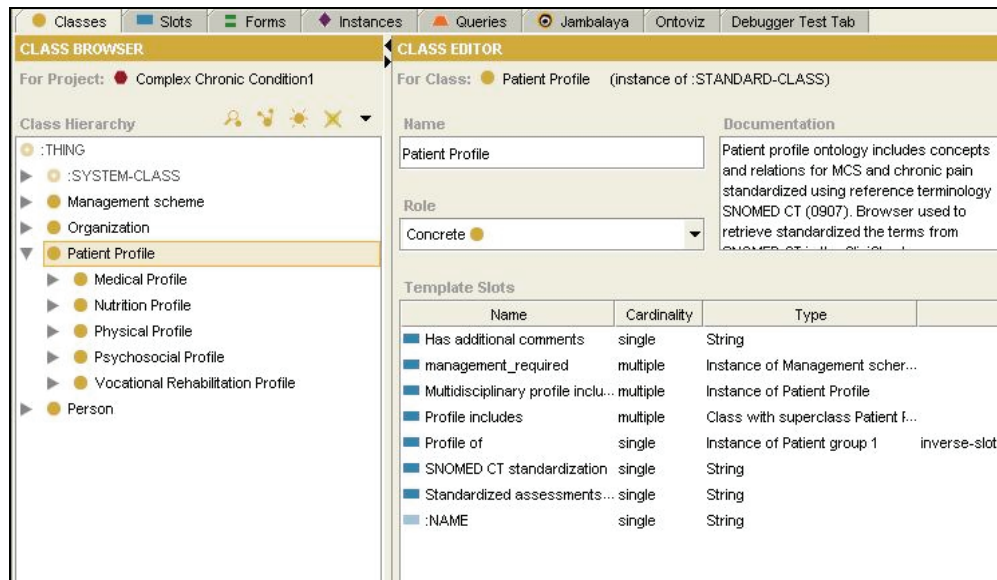 Classes Slots Forms Instances Queries Jambalaya Ontoviz Debugger Test Tab
CLASS BROWSER
For Project: Complex Chronic Condition1
Class Hierarchy
:THING
:SYSTEM-CLASS
Management scheme
Organization
Patient Profile
Medical Profile
Nutrition Profile
Physical Profile
Psychosocial Profile
Vocational Rehabilitation Profile
Person
CLASS EDITOR
For Class: Patient Profile (instance of :STANDARD-CLASS)
Name
Patient Profile
Role
Concrete
Documentation
Patient profile ontology includes concepts
and relations for MCS and chronic pain
standardized using reference terminology
SNOMED CT (0907). Browser used to
retrieve standardized the terms from
Template Slots
Name Cardinality Type
Has additional comments single String
management_required multiple Instance of Management scher...
Multidisciplinary profile inclu... multiple Instance of Patient Profile
Profile includes multiple Class with superclass Patient F...
Profile of single Instance of Patient group 1 inverse-slot
SNOMED CT standardization single String
Standardized assessments... single String
:NAME single String